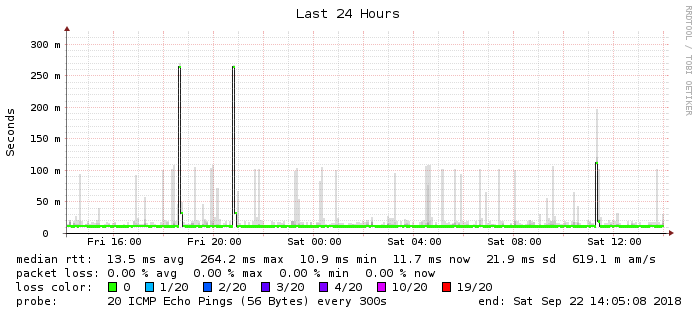 Last 24 Hours
RRDTOOL / TOBI OETIKER
Seconds
300 m
250 m
200 m
150 m
100 m
50 m
0
Fri 16:00 Fri 20:00 Sat 00:00 Sat 04:00 Sat 08:00 Sat 12:00
median rtt: 13.5 ms avg 264.2 ms max 10.9 ms min 11.7 ms now 21.9 ms sd 619.1 m am/s
packet loss: 0.00 % avg 0.00 % max 0.00 % min 0.00 % now
loss color: 0 1/20 2/20 3/20 4/20 10/20 19/20
probe: 20 ICMP Echo Pings (56 Bytes) every 300s end: Sat Sep 22 14:05:08 2018